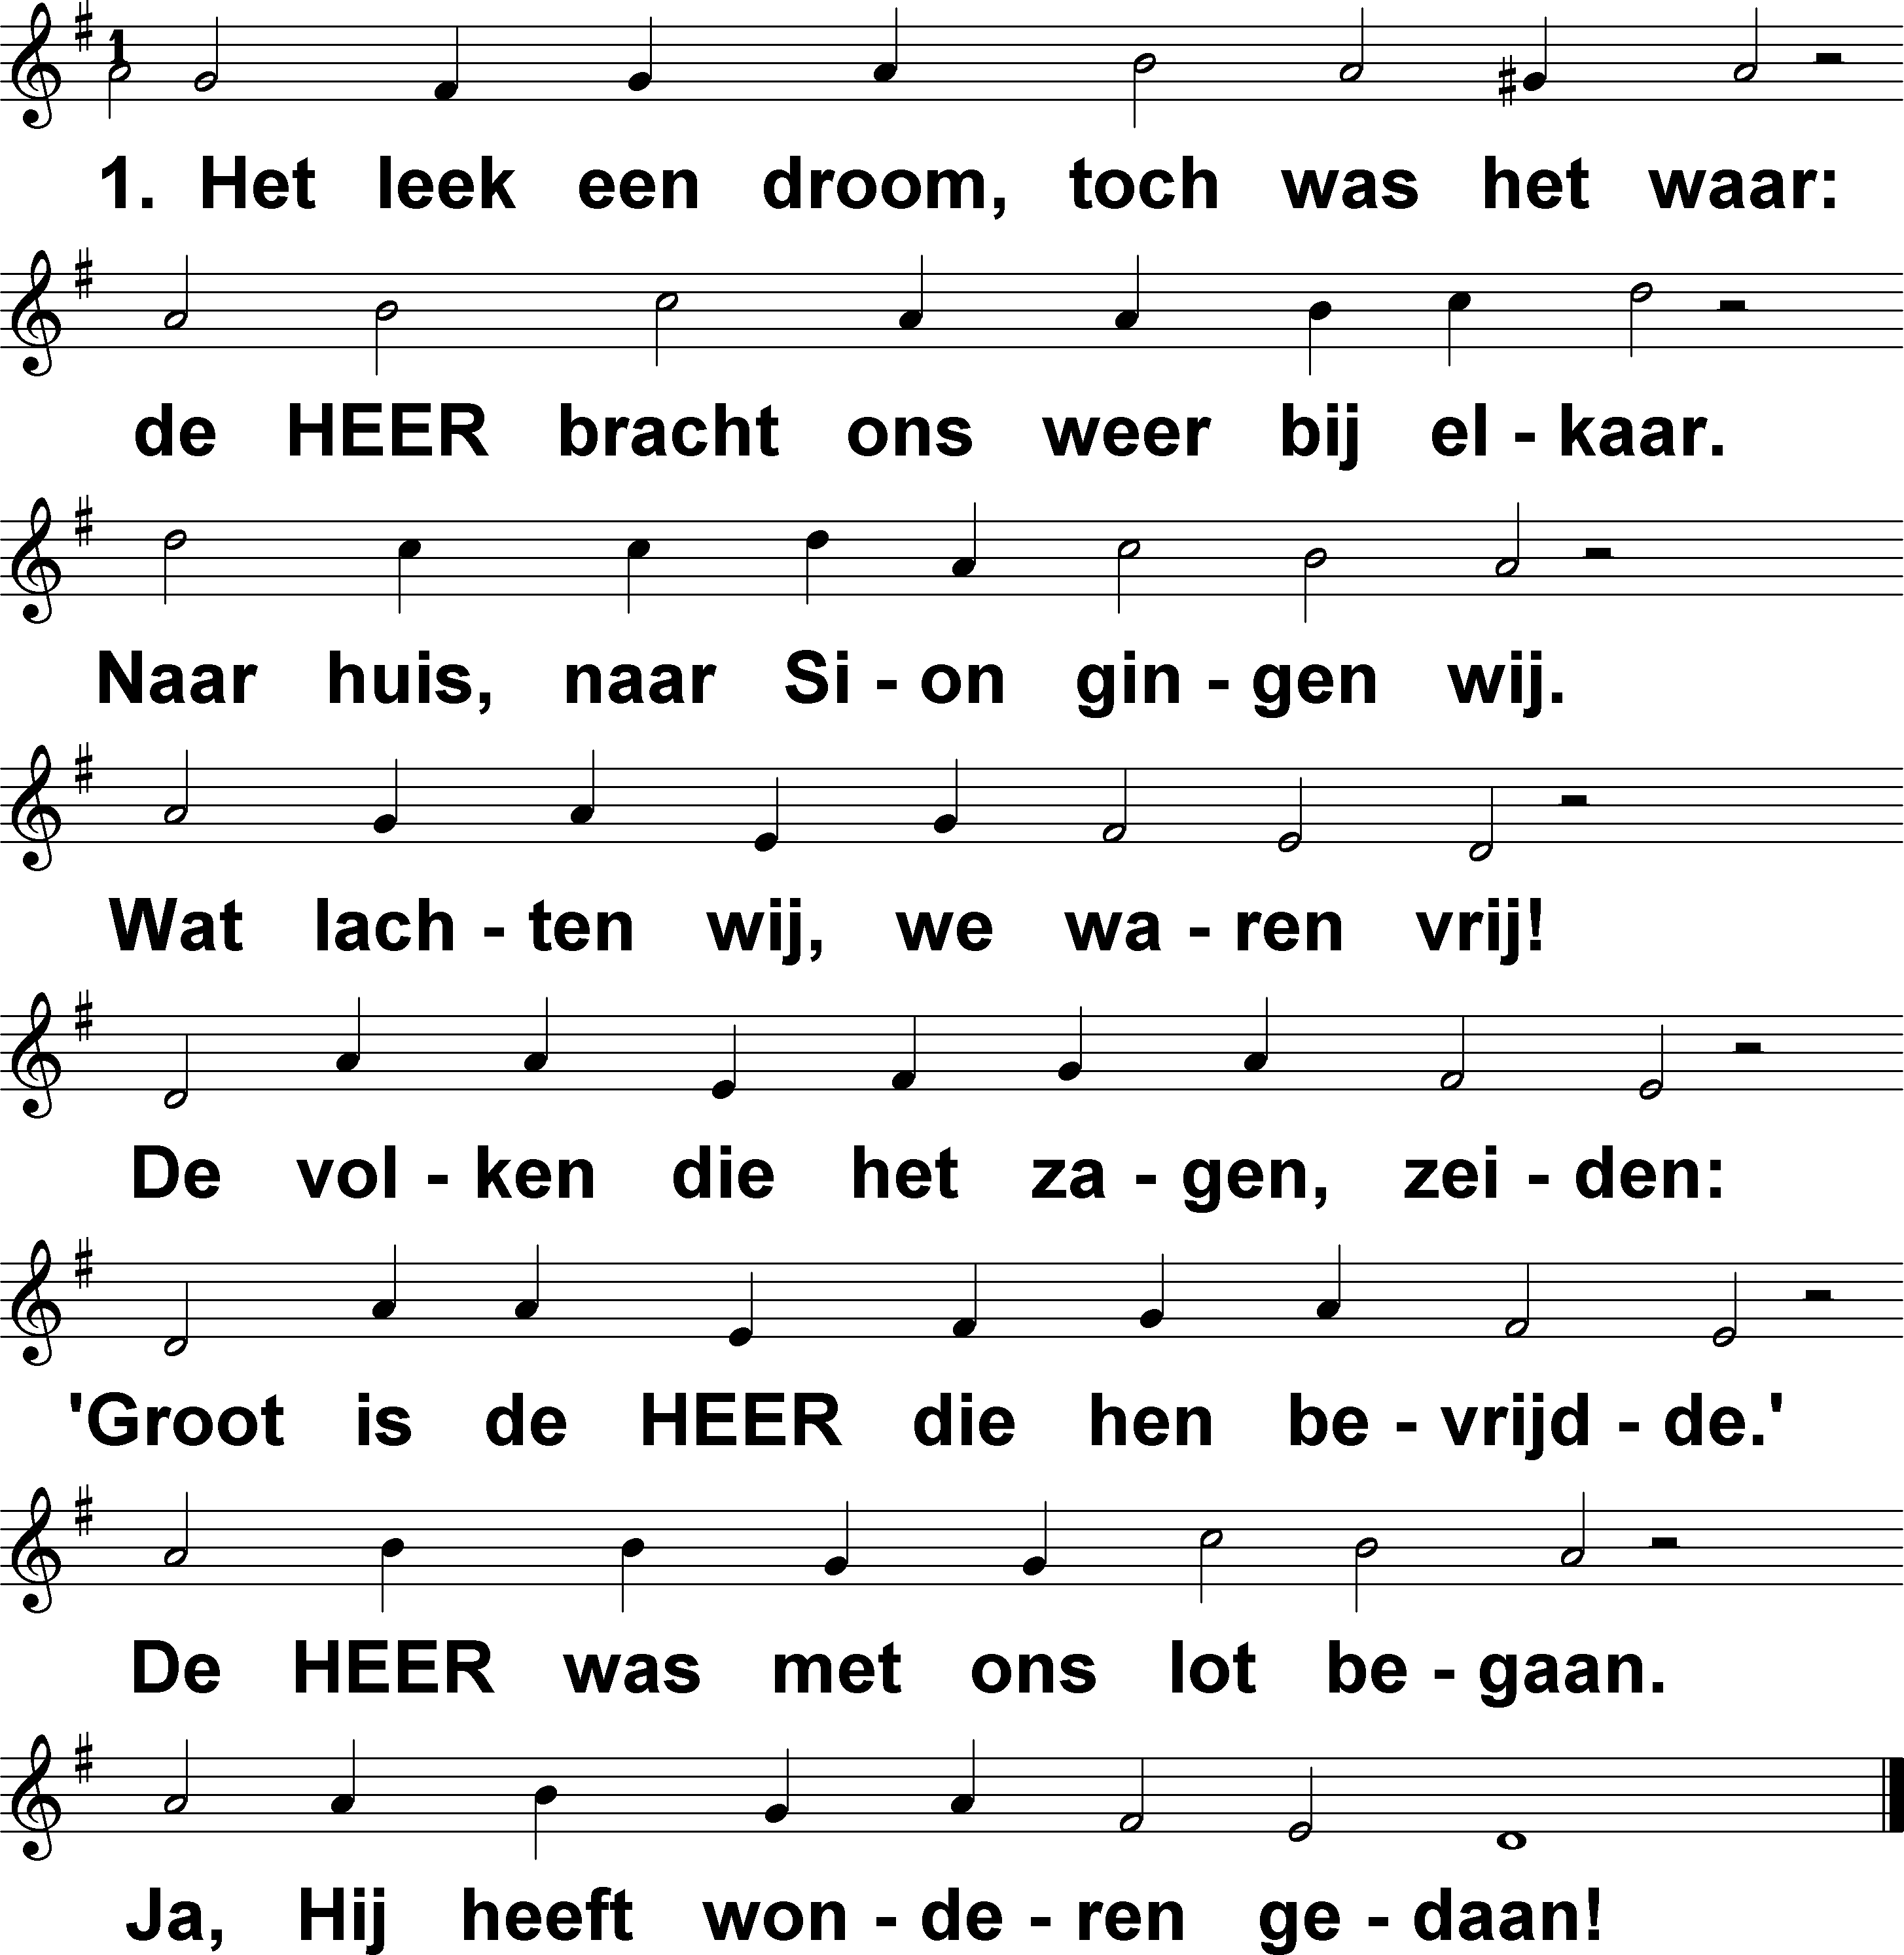 1
1. Het leek een droom, toch was het waar:
de HEER bracht ons weer bij el - kaar.
Naar huis, naar Si - on gin - gen wij.
Wat lach - ten wij, we wa - ren vrij!
De vol - ken die het za - gen, zei - den:
'Groot is de HEER die hen be - vrijd - de.'
De HEER was met ons lot be - gaan.
Ja, Hij heeft won - de - ren ge - daan!